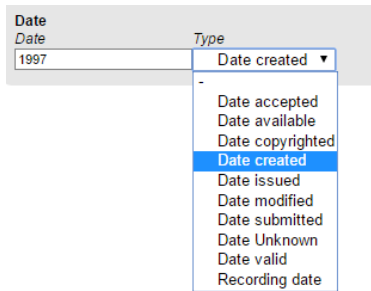 Date
Date Type
1997 Date created ▼
-
Date accepted
Date available
Date copyrighted
Date created
Date issued
Date modified
Date submitted
Date Unknown
Date valid
Recording date